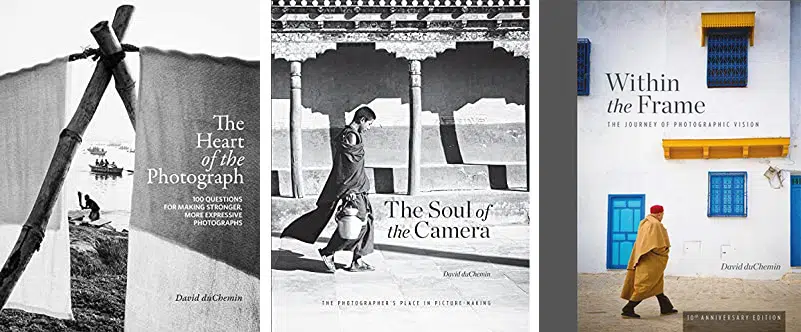 The
Heart
of the
Photograph
100 QUESTIONS
FOR MAKING STRONGER,
MORE EXPRESSIVE
PHOTOGRAPHS
David duChemin
The Soul of
the Camera
David duChemin
THE PHOTOGRAPHER'S PLACE IN PICTURE-MAKING
Within
the Frame
THE JOURNEY OF PHOTOGRAPHIC VISION
David duChemin
10TH ANNIVERSARY EDITION